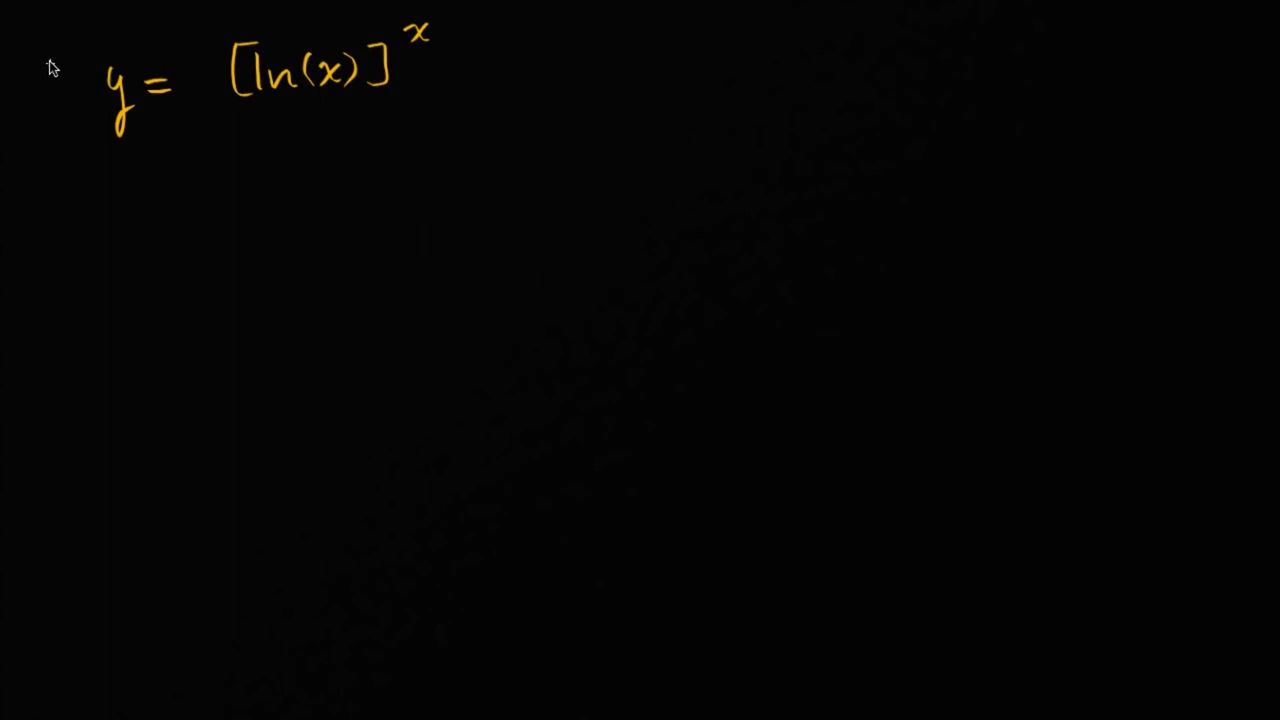 y = [ln(x)]^x